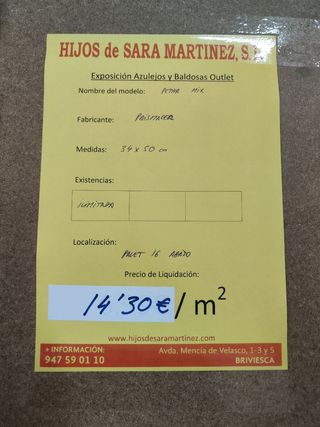 HIJOS de SARA MARTINEZ, S.
Exposición Azulejos y Baldosas Outlet
Nombre del modelo: PETRA MIX
Fabricante: PRISMACER
Medidas: 34 x 50 cm
Existencias:
ILIMITADA
Localización:
PALET 16 ABAJO
Precio de Liquidación:
14'30 € / m²
www.hijosdesaramartinez.com
+ INFORMACIÓN: Avda. Mencía de Velasco, 1-3 y 5
947 59 01 10 BRIVIESCA